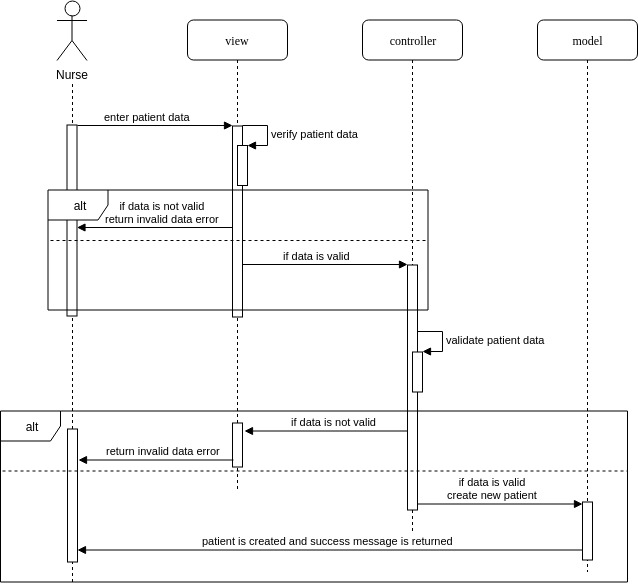 view
controller
model
Nurse
enter patient data
verify patient data
alt
if data is not valid
return invalid data error
if data is valid
validate patient data
alt
if data is not valid
return invalid data error
if data is valid
create new patient
patient is created and success message is returned